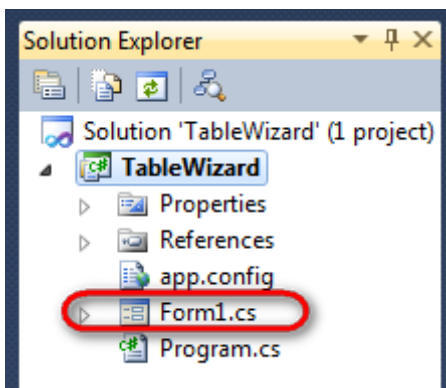 Solution Explorer
Solution 'TableWizard' (1 project)
TableWizard
Properties
References
app.config
Form1.cs
Program.cs